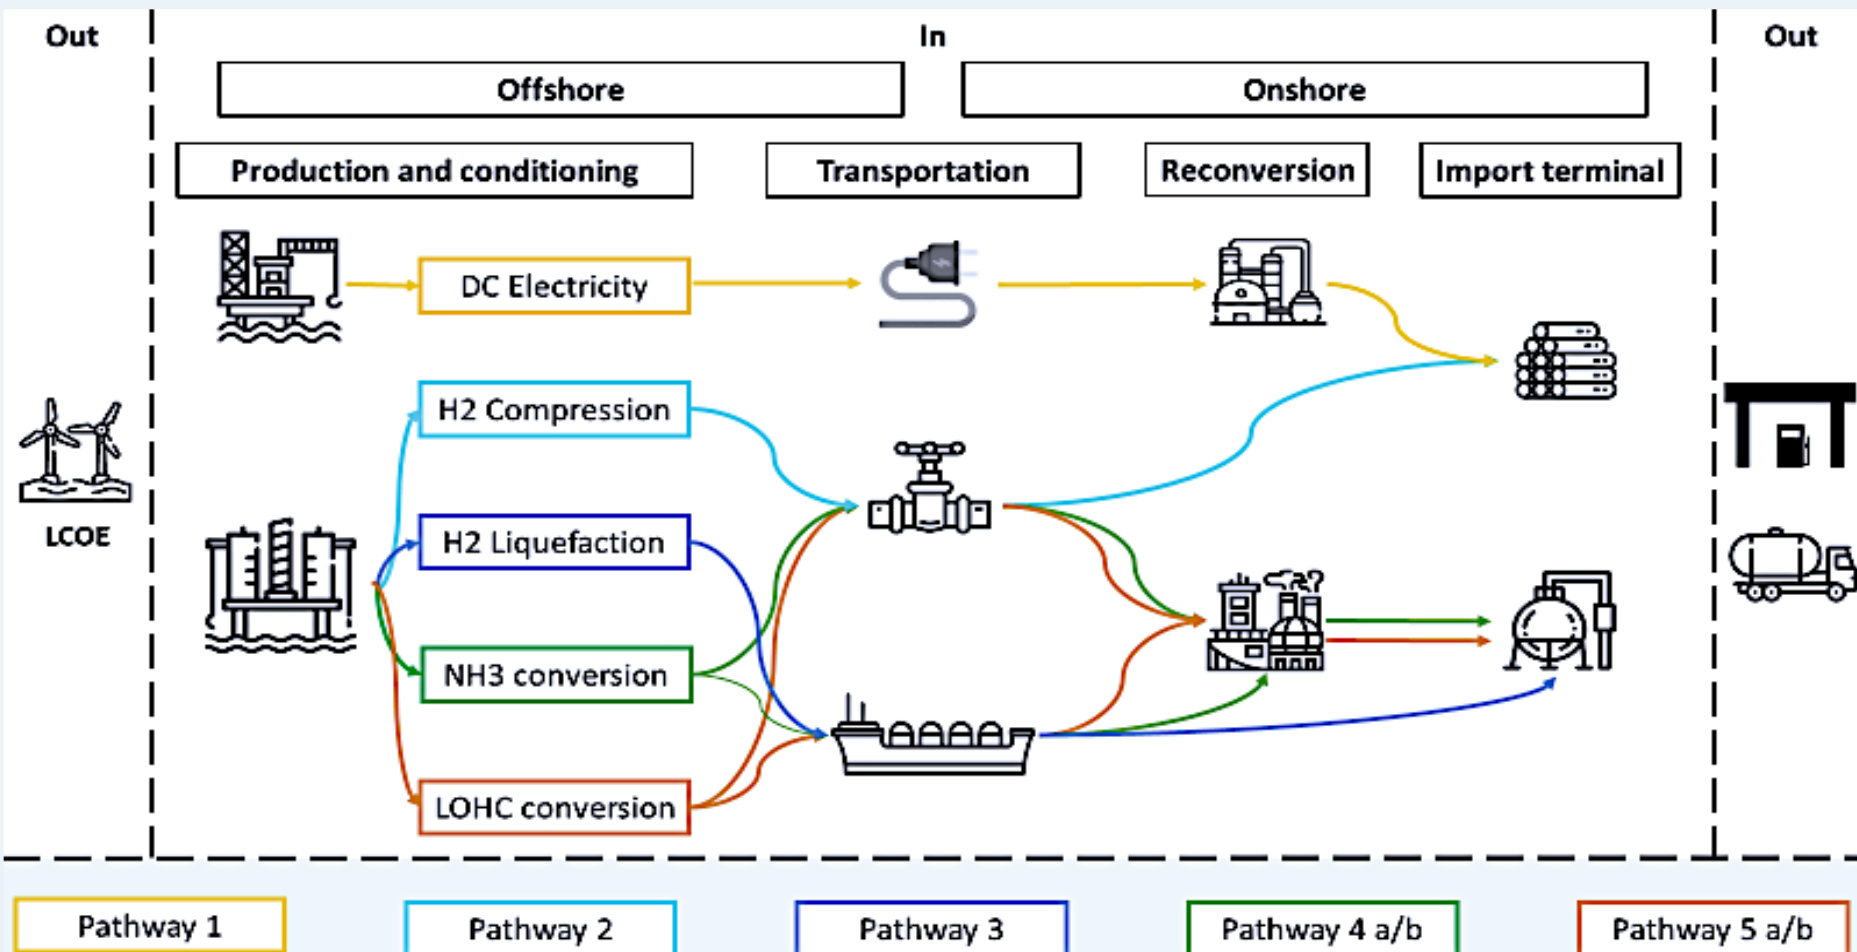 Out
In
Out
Offshore
Onshore
Production and conditioning
Transportation
Reconversion
Import terminal
DC Electricity
H2 Compression
H2 Liquefaction
LCOE
NH3 conversion
LOHC conversion
Pathway 1
Pathway 2
Pathway 3
Pathway 4 a/b
Pathway 5 a/b